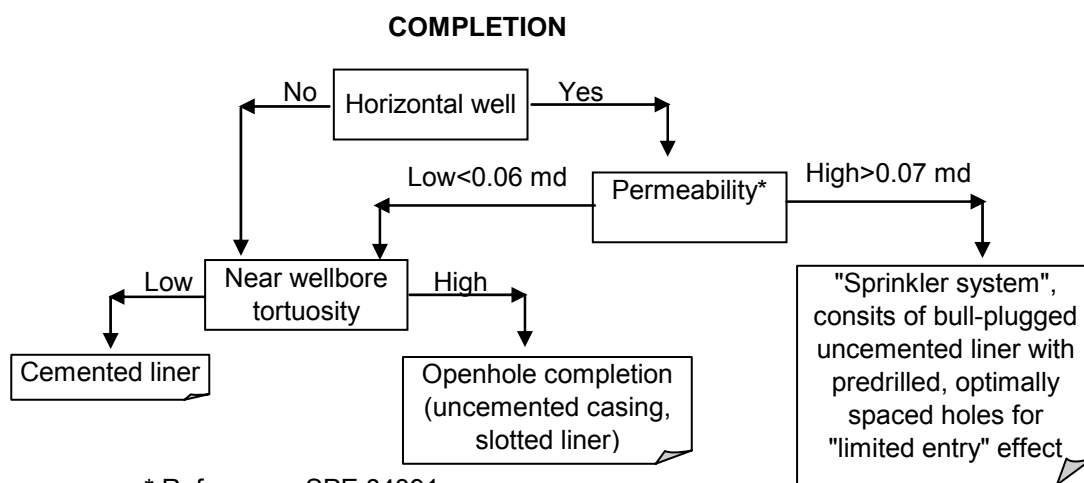 COMPLETION
No
Horizontal well
Yes
Low<0.06 md
Permeability*
High>0.07 md
Low
Near wellbore
tortuosity
High
Cemented liner
Openhole completion
(uncemented casing,
slotted liner)
"Sprinkler system",
consits of bull-plugged
uncemented liner with
predrilled, optimally
spaced holes for
"limited entry" effect